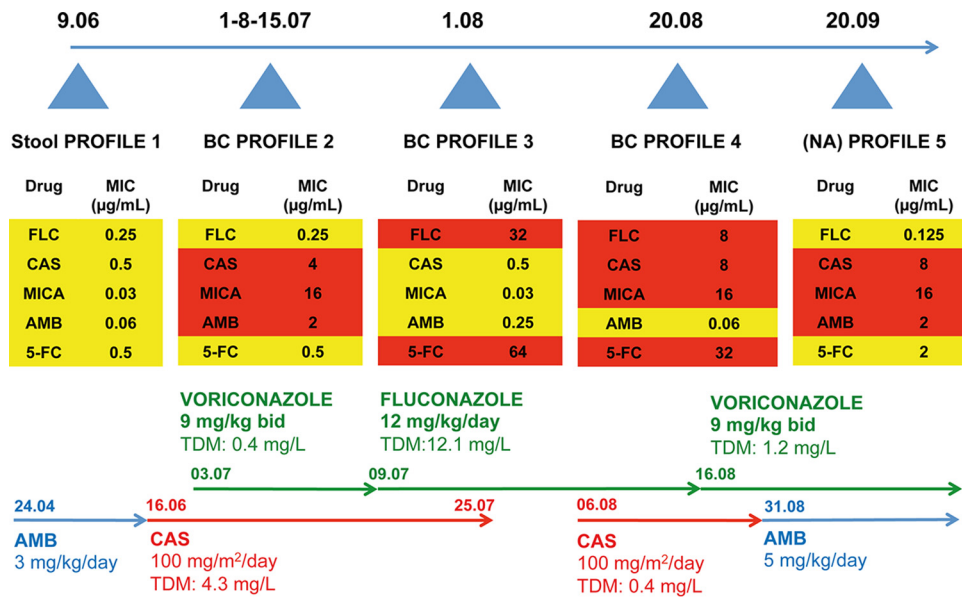 9.06 1-8-15.07 1.08 20.08 20.09
Stool PROFILE 1 BC PROFILE 2 BC PROFILE 3 BC PROFILE 4 (NA) PROFILE 5
Drug MIC (µg/mL) Drug MIC (µg/mL) Drug MIC (µg/mL) Drug MIC (µg/mL) Drug MIC (µg/mL)
FLC 0.25 FLC 0.25 FLC 32 FLC 8 FLC 0.125
CAS 0.5 CAS 4 CAS 0.5 CAS 8 CAS 8
MICA 0.03 MICA 16 MICA 0.03 MICA 16 MICA 16
AMB 0.06 AMB 2 AMB 0.25 AMB 0.06 AMB 2
5-FC 0.5 5-FC 0.5 5-FC 64 5-FC 32 5-FC 2
VORICONAZOLE FLUCONAZOLE VORICONAZOLE
9 mg/kg bid 12 mg/kg/day 9 mg/kg bid
TDM: 0.4 mg/L TDM:12.1 mg/L TDM: 1.2 mg/L
03.07 09.07 16.08
24.04 16.06 25.07 06.08 31.08
AMB CAS CAS AMB
3 mg/kg/day 100 mg/m²/day 100 mg/m²/day 5 mg/kg/day
TDM: 4.3 mg/L TDM: 0.4 mg/L